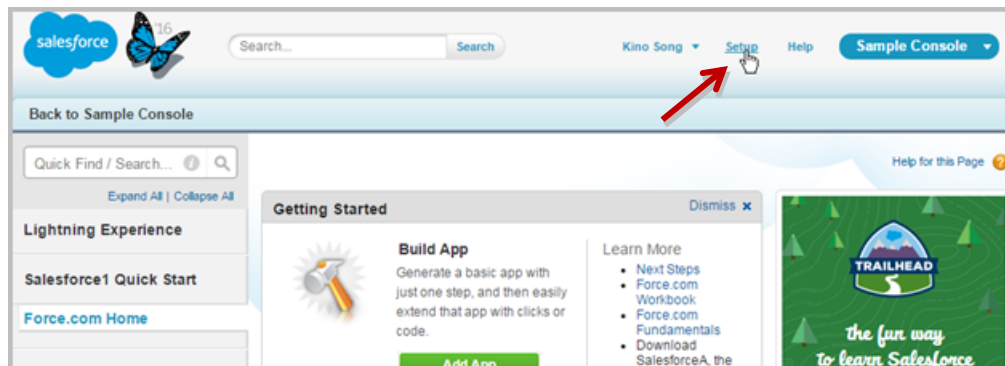 salesforce
'16
Search...
Search
Kino Song
Setup
Help
Sample Console
Back to Sample Console
Quick Find / Search...
Expand All | Collapse All
Lightning Experience
Salesforce1 Quick Start
Force.com Home
Help for this Page
Getting Started
Dismiss x
Build App
Generate a basic app with
just one step, and then easily
extend that app with clicks or
code.
Add App
Learn More
• Next Steps
• Force.com
Workbook
• Force.com
Fundamentals
• Download
SalesforceA, the
TRAILHEAD
the fun way
to learn Salesforce